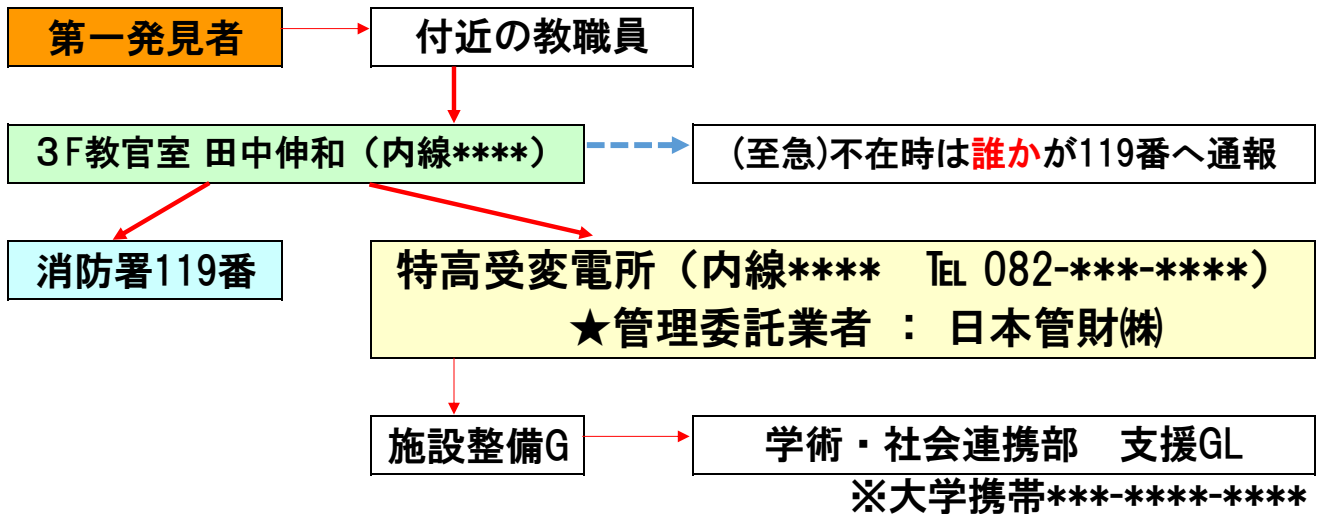 第一発見者
付近の教職員
３F教官室 田中伸和（内線****）
(至急)不在時は誰かが119番へ通報
消防署119番
特高受変電所（内線****　℡ 082-***-****）
★管理委託業者 ： 日本管財㈱
施設整備G
学術・社会連携部　支援GL
※大学携帯***-****-****